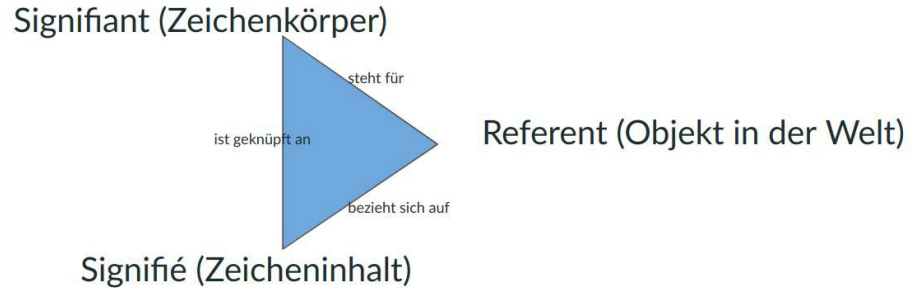 Signifiant (Zeichenkörper)
steht für
ist geknüpft an
Referent (Objekt in der Welt)
bezieht sich auf
Signifié (Zeicheninhalt)